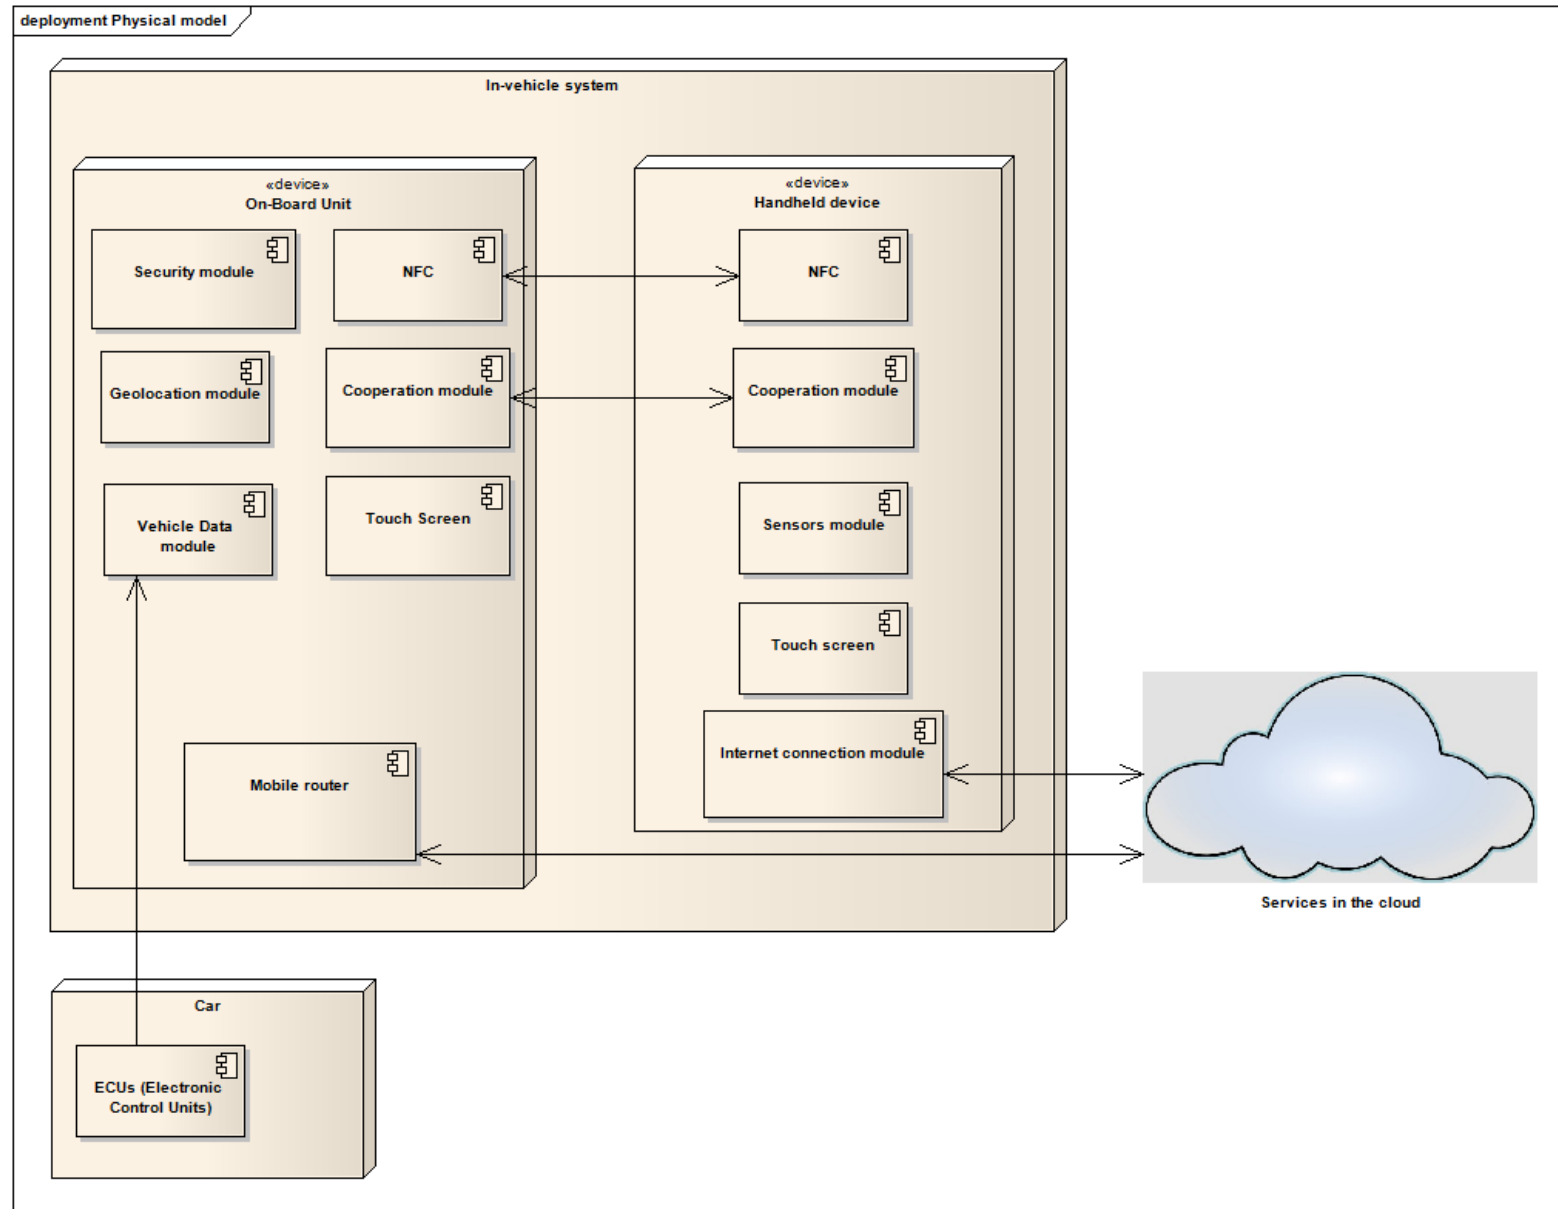 deployment Physical model
In-vehicle system
«device»
On-Board Unit
Security module
NFC
Geolocation module
Cooperation module
Vehicle Data
module
Touch Screen
Mobile router
«device»
Handheld device
NFC
Cooperation module
Sensors module
Touch screen
Internet connection module
Services in the cloud
Car
ECUs (Electronic
Control Units)